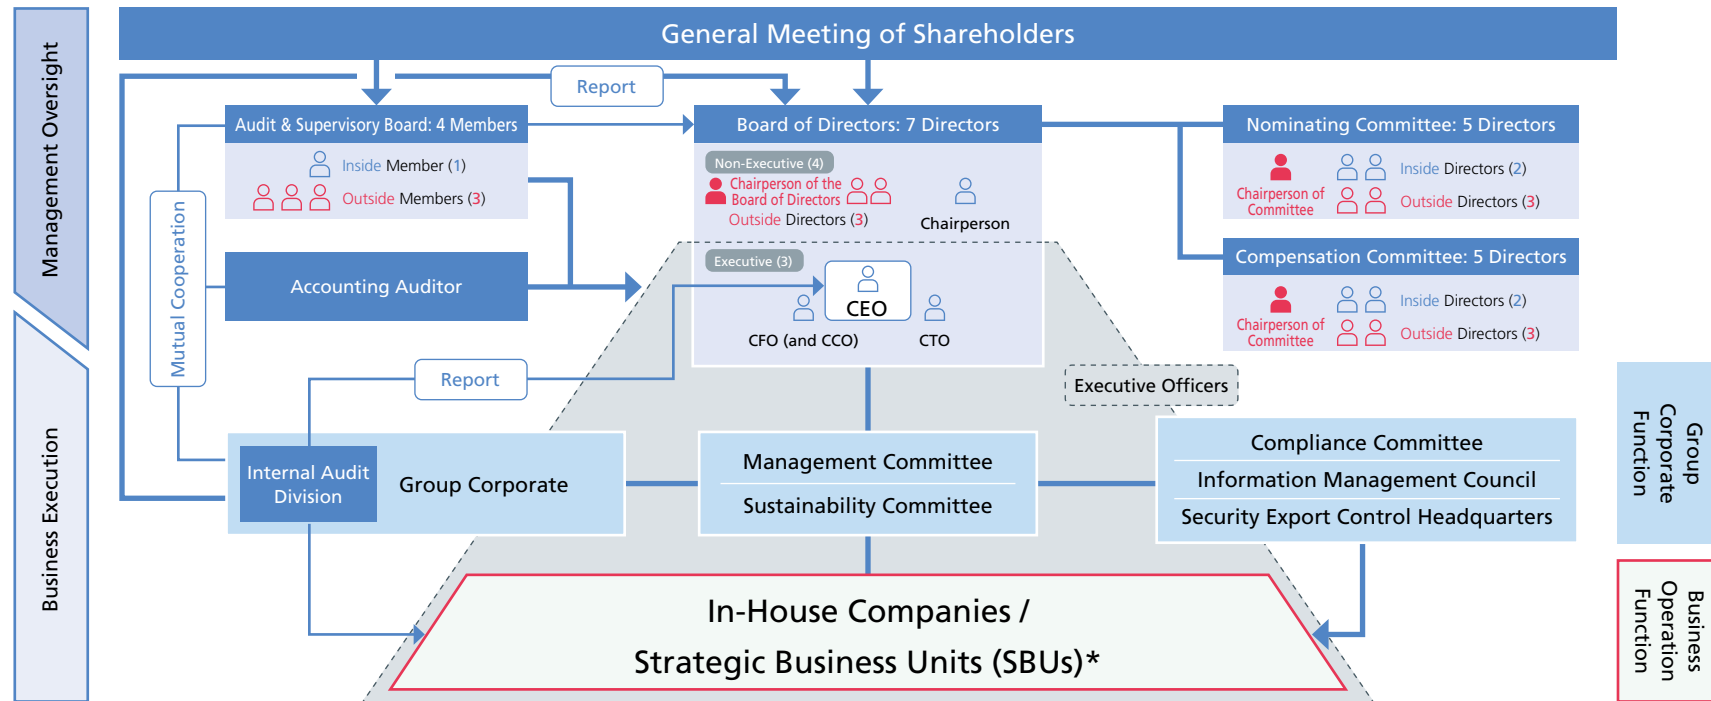 General Meeting of Shareholders
Management Oversight
Business Execution
Report
Audit & Supervisory Board: 4 Members
Inside Member (1)
Outside Members (3)
Mutual Cooperation
Accounting Auditor
Board of Directors: 7 Directors
Non-Executive (4)
Chairperson of the
Board of Directors
Outside Directors (3)
Chairperson
Executive (3)
CEO
CFO (and CCO)
CTO
Nominating Committee: 5 Directors
Chairperson of
Committee
Inside Directors (2)
Outside Directors (3)
Compensation Committee: 5 Directors
Chairperson of
Committee
Inside Directors (2)
Outside Directors (3)
Report
Executive Officers
Internal Audit
Division
Group Corporate
Management Committee
Sustainability Committee
Compliance Committee
Information Management Council
Security Export Control Headquarters
Group
Corporate
Function
In-House Companies /
Strategic Business Units (SBUs)*
Business
Operation
Function